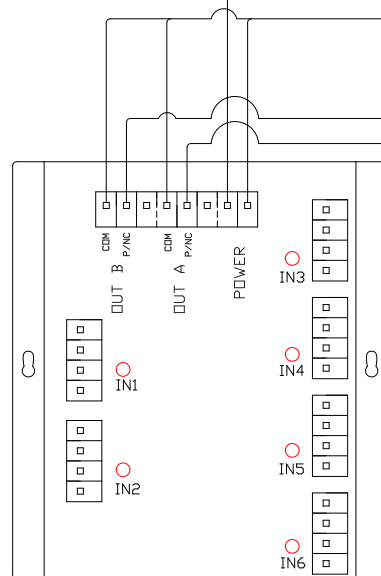 COM
P/NC
COM
P/NC
OUT B
OUT A
POWER
IN3
IN4
IN1
IN5
IN2
IN6